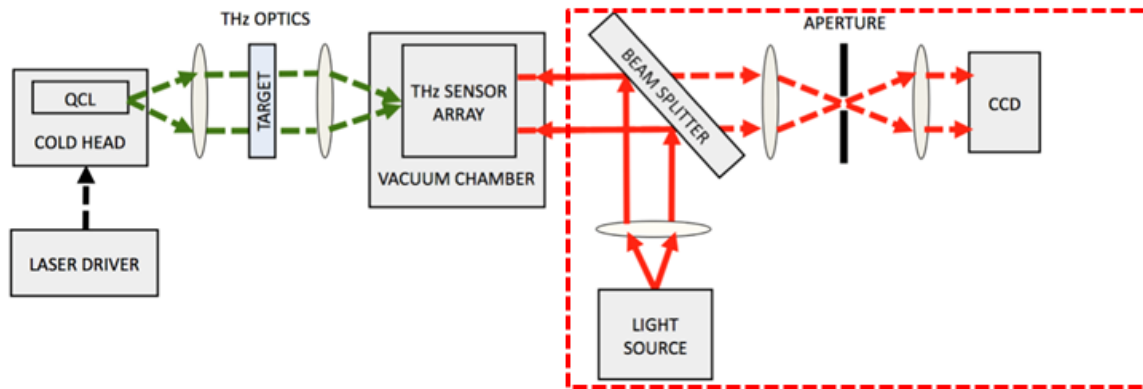 THz OPTICS
APERTURE
QCL
COLD HEAD
TARGET
THz SENSOR
ARRAY
VACUUM CHAMBER
BEAM SPLITTER
CCD
LASER DRIVER
LIGHT
SOURCE